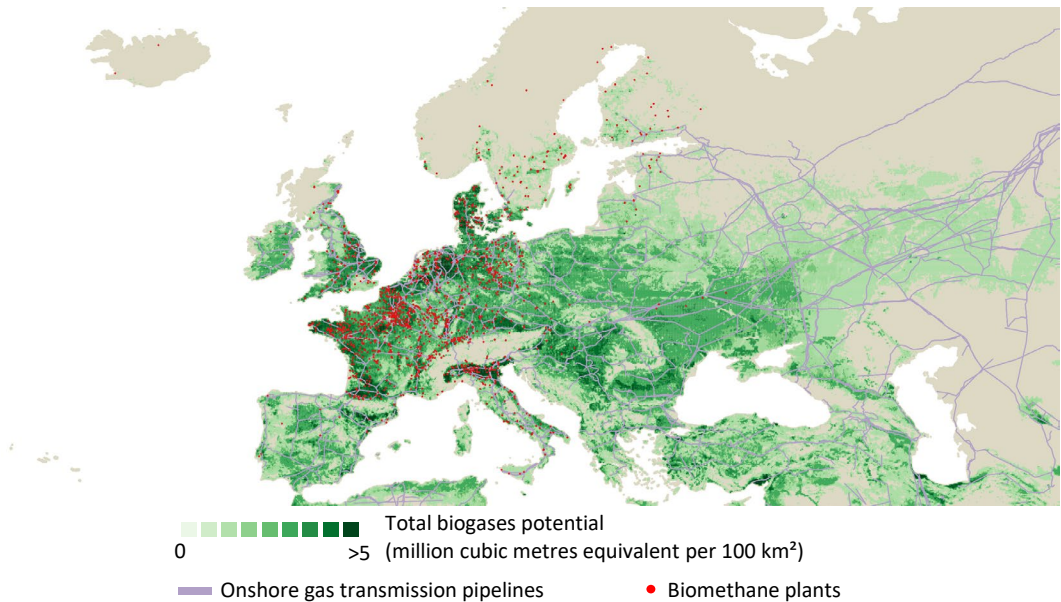 Total biogases potential
0 >5 (million cubic metres equivalent per 100 km²)
Onshore gas transmission pipelines Biomethane plants